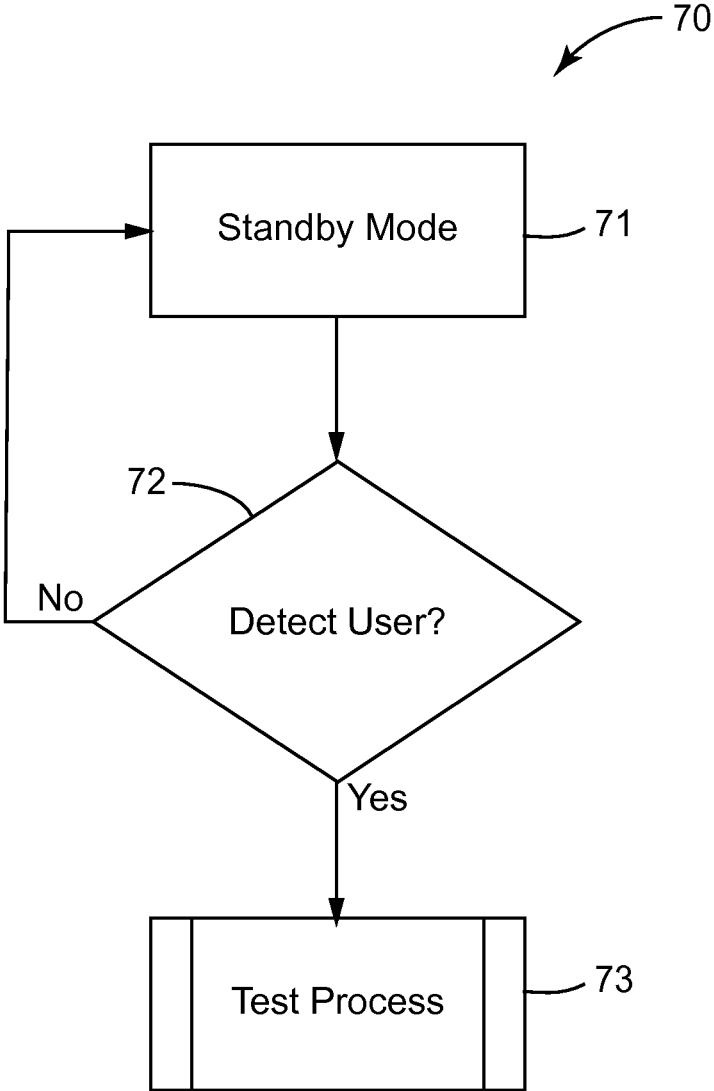 70
Standby Mode
71
72
No
Detect User?
Yes
Test Process
73